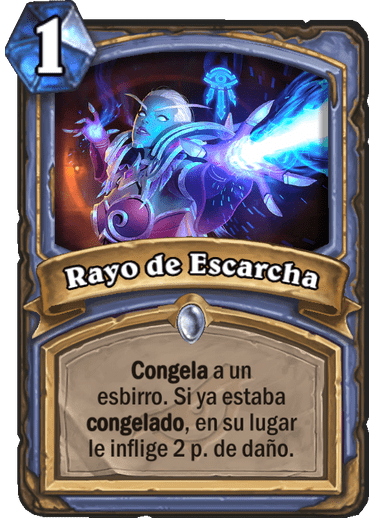 1
Rayo de Escarcha
Congela a un
esbirro. Si ya estaba
congelado, en su lugar
le inflige 2 p. de daño.